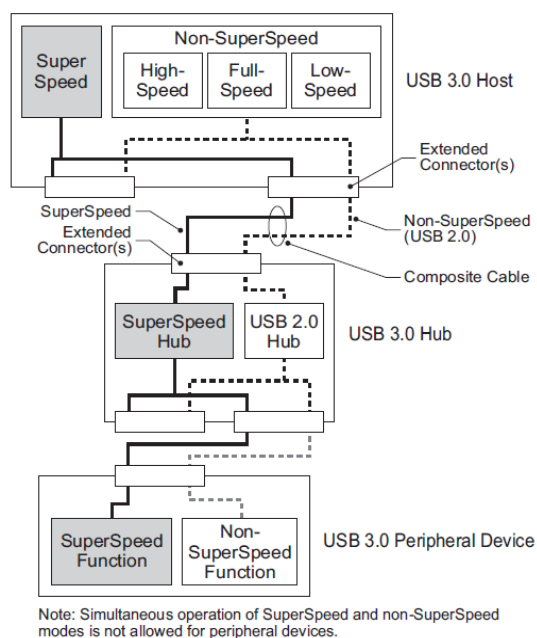 Super
Speed
Non-SuperSpeed
High-
Speed
Full-
Speed
Low-
Speed
USB 3.0 Host
Extended
Connector(s)
SuperSpeed
Extended
Connector(s)
Non-SuperSpeed
(USB 2.0)
Composite Cable
SuperSpeed
Hub
USB 2.0
Hub
USB 3.0 Hub
SuperSpeed
Function
Non-
SuperSpeed
Function
USB 3.0 Peripheral Device
Note: Simultaneous operation of SuperSpeed and non-SuperSpeed
modes is not allowed for peripheral devices.